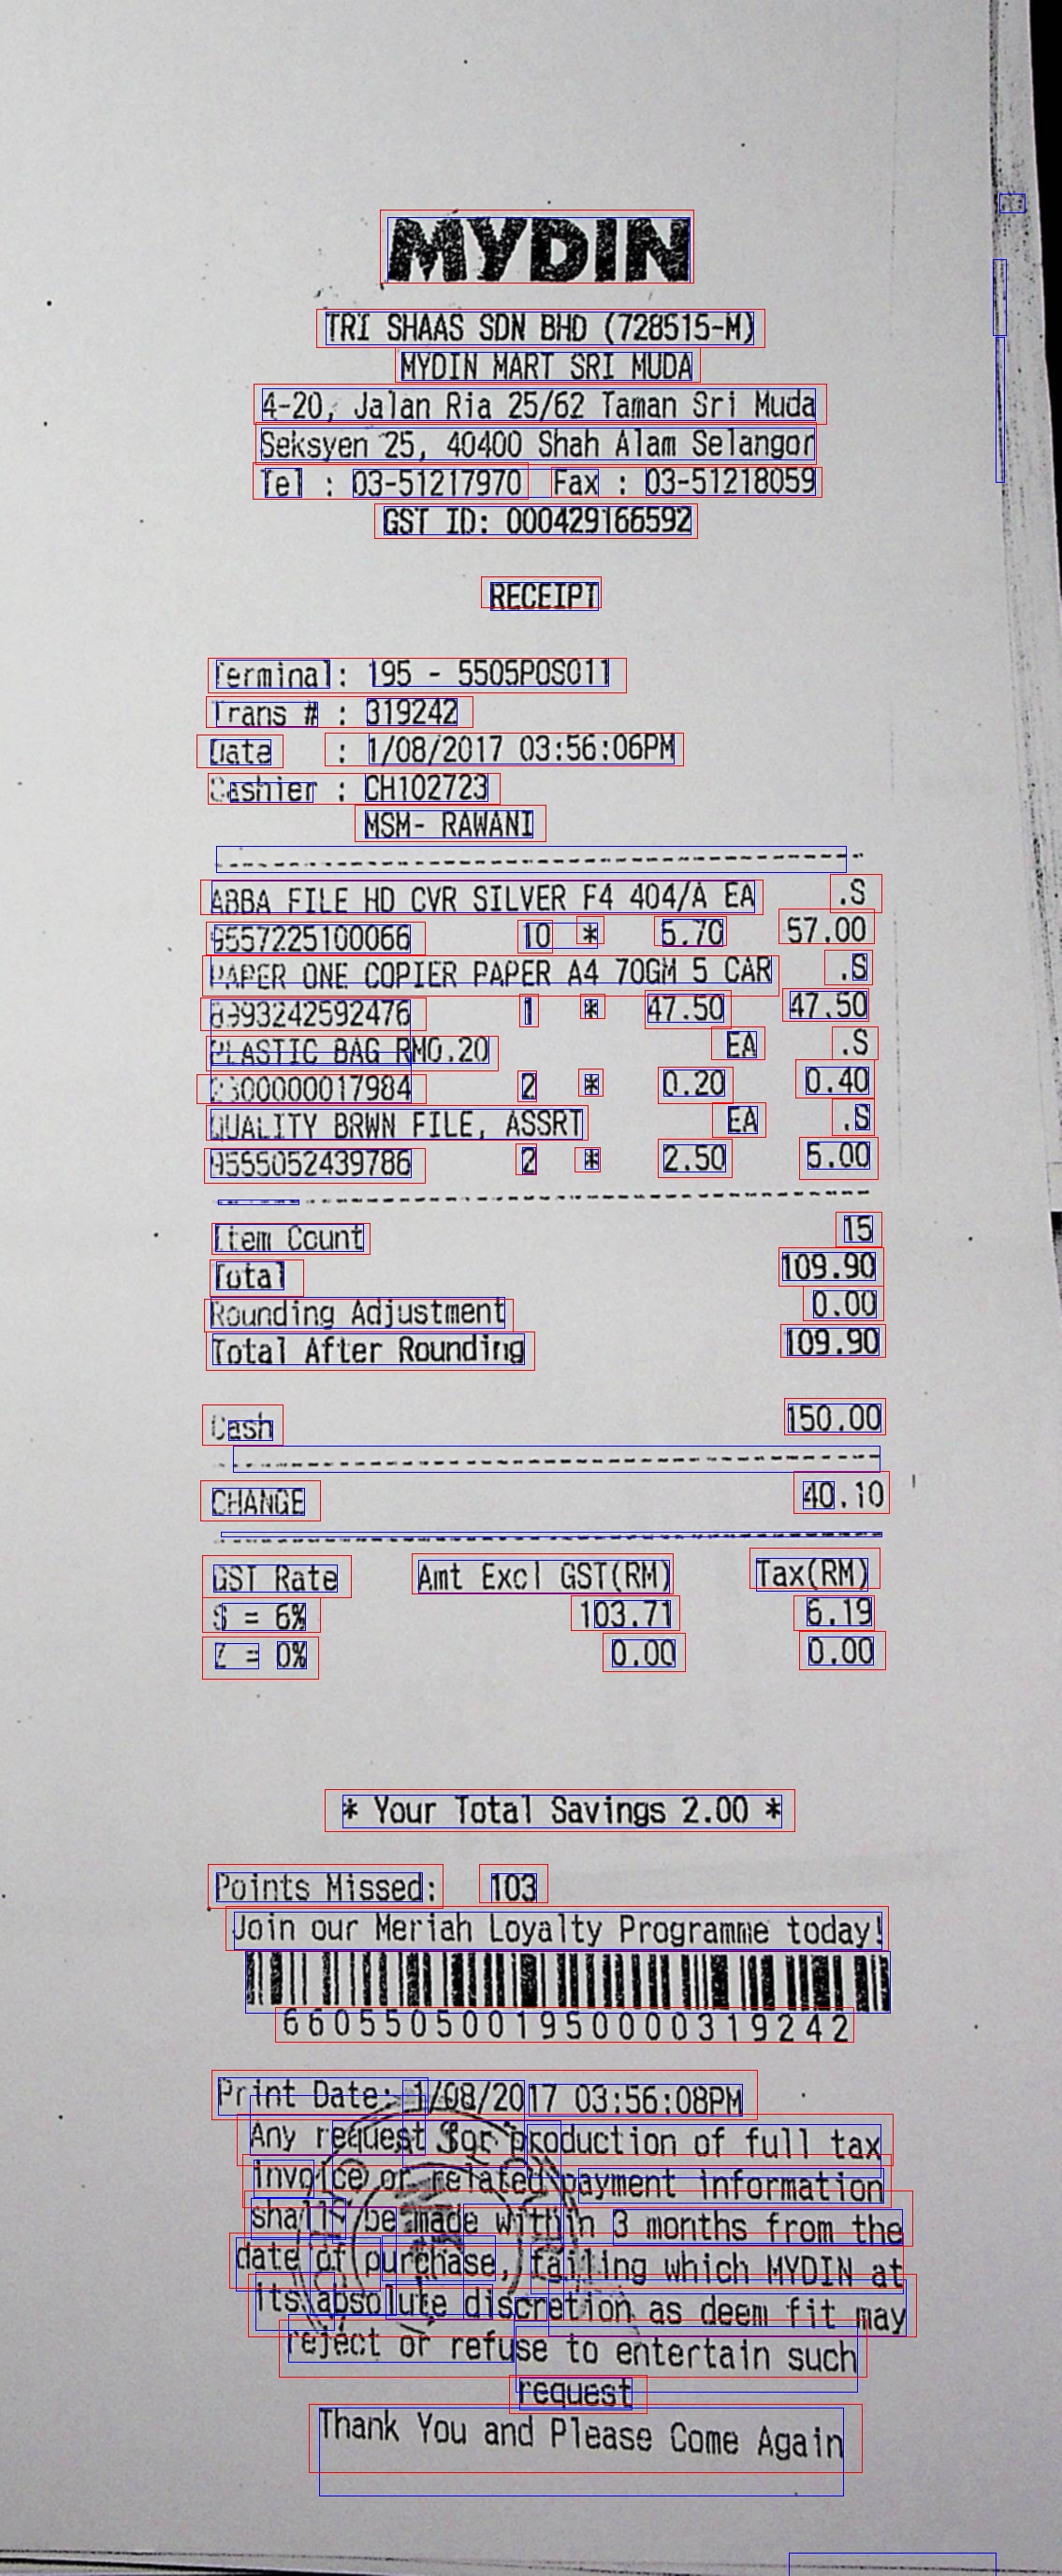 MYDIN
TRI SHAAS SDN BHD (728515-M)
MYDIN MART SRI MUDA
4-20, Jalan Ria 25/62 Taman Sri Muda
Seksyen 25, 40400 Shah Alam Selangor
Tel : 03-51217970 Fax : 03-51218059
GST ID: 000429166592
RECEIPT
Terminal: 195 - 5505POS011
Trans # : 319242
Date : 1/08/2017 03:56:06PM
Cashier : CH102723
MSM- RAWANI
ABBA FILE HD CVR SILVER F4 404/A EA .S
9557225100066 10 * 5.70 57.00
PAPER ONE COPIER PAPER A4 70GM 5 CAR .S
8993242592476 1 * 47.50 47.50
PLASTIC BAG RM0.20 EA .S
2 * 0.20 0.40
QUALITY BRWN FILE, ASSRT EA .S
9555052439786 2 * 2.50 5.00
Item Count 15
Total 109.90
Rounding Adjustment 0.00
Total After Rounding 109.90
Cash 150.00
CHANGE 40.10
GST Rate Amt Excl GST(RM) Tax(RM)
S = 6% 103.71 6.19
Z = 0% 0.00 0.00
* Your Total Savings 2.00 *
Points Missed: 103
Join our Meriah Loyalty Programme today!
6605505001950000319242
Print Date: 1/08/2017 03:56:08PM
Any request for production of full tax
invoice or related payment information
shall be made within 3 months from the
date of purchase, failing which MYDIN at
its absolute discretion as deem fit may
reject or refuse to entertain such
request
Thank You and Please Come Again